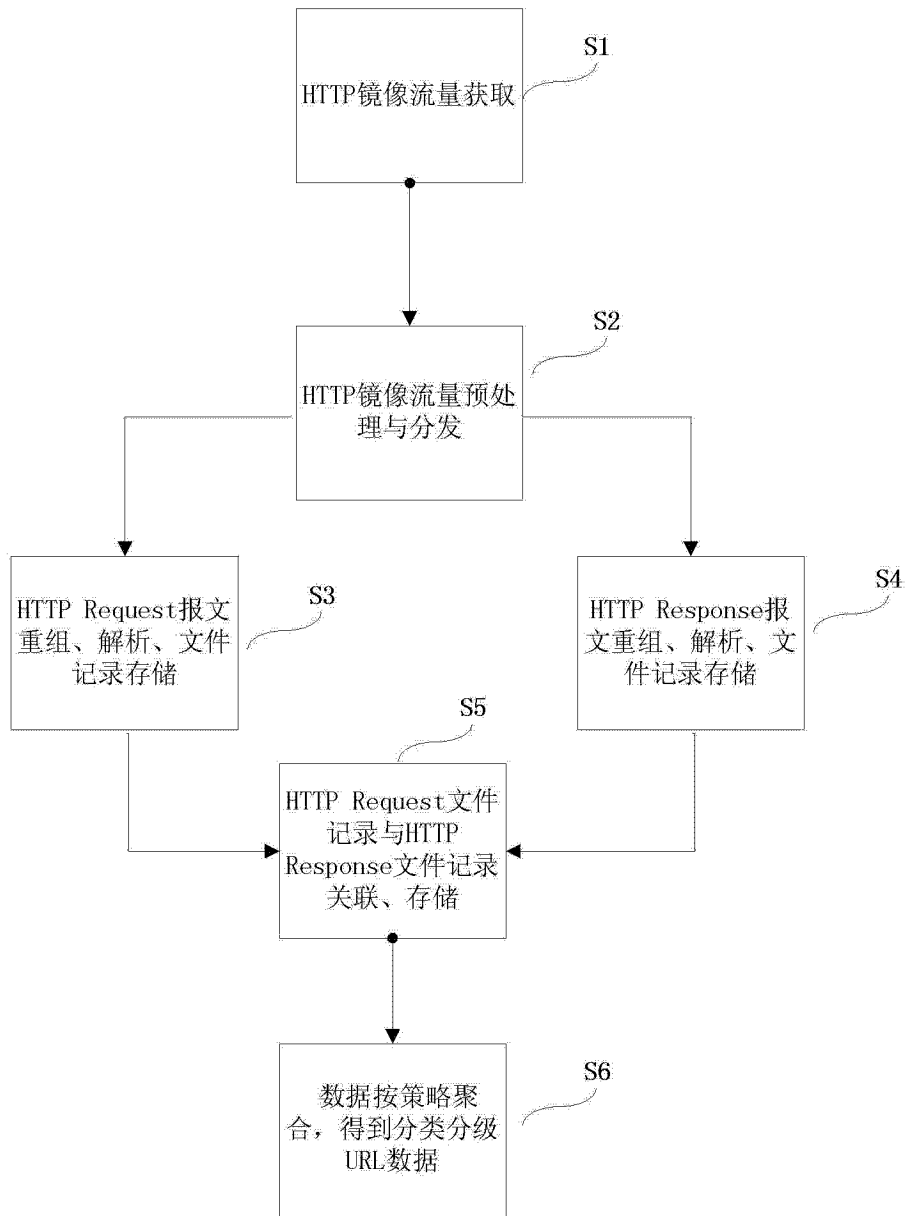 S1
HTTP镜像流量获取
S2
HTTP镜像流量预处
理与分发
S3
HTTP Request报文
重组、解析、文件
记录存储
S4
HTTP Response报
文重组、解析、文
件记录存储
S5
HTTP Request文件
记录与HTTP
Response文件记录
关联、存储
S6
数据按策略聚
合，得到分类分级
URL数据